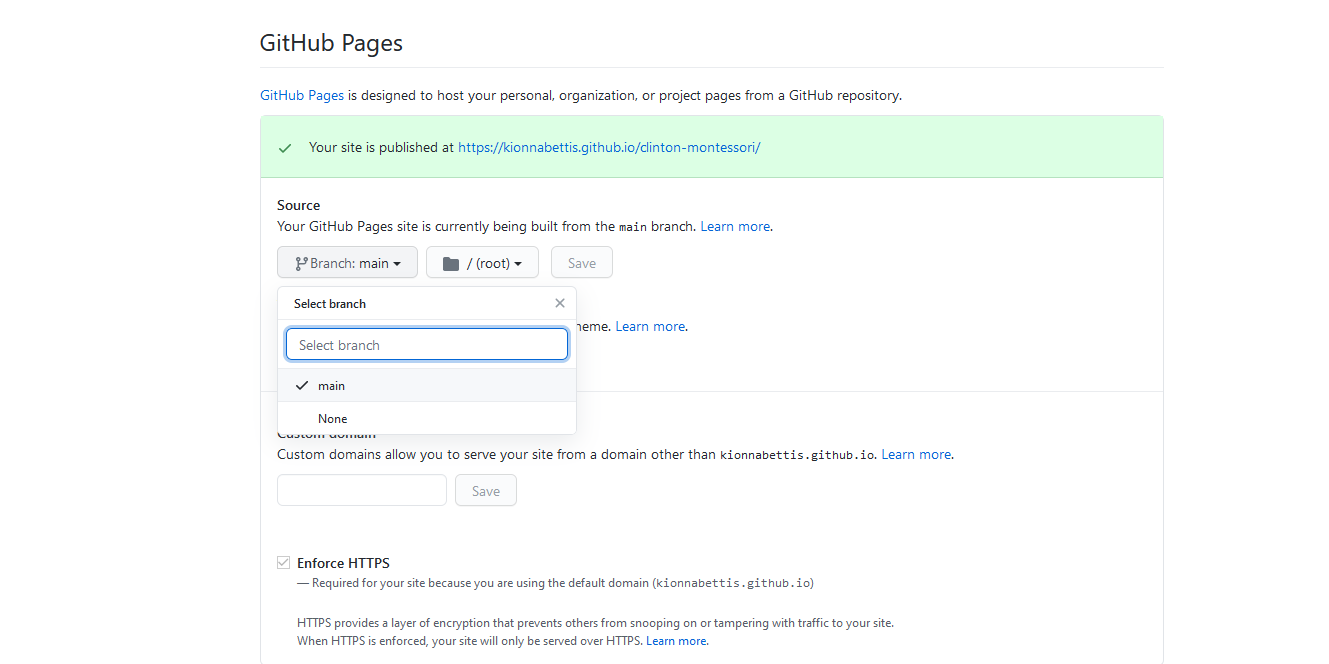 GitHub Pages
GitHub Pages is designed to host your personal, organization, or project pages from a GitHub repository.
Your site is published at https://kionnabettis.github.io/clinton-montessori/
Source
Your GitHub Pages site is currently being built from the main branch. Learn more.
Branch: main / (root) Save
Select branch
heme. Learn more.
Select branch
main
None
Custom domain
Custom domains allow you to serve your site from a domain other than kionnabettis.github.io. Learn more.
Save
Enforce HTTPS
— Required for your site because you are using the default domain (kionnabettis.github.io)
HTTPS provides a layer of encryption that prevents others from snooping on or tampering with traffic to your site.
When HTTPS is enforced, your site will only be served over HTTPS. Learn more.